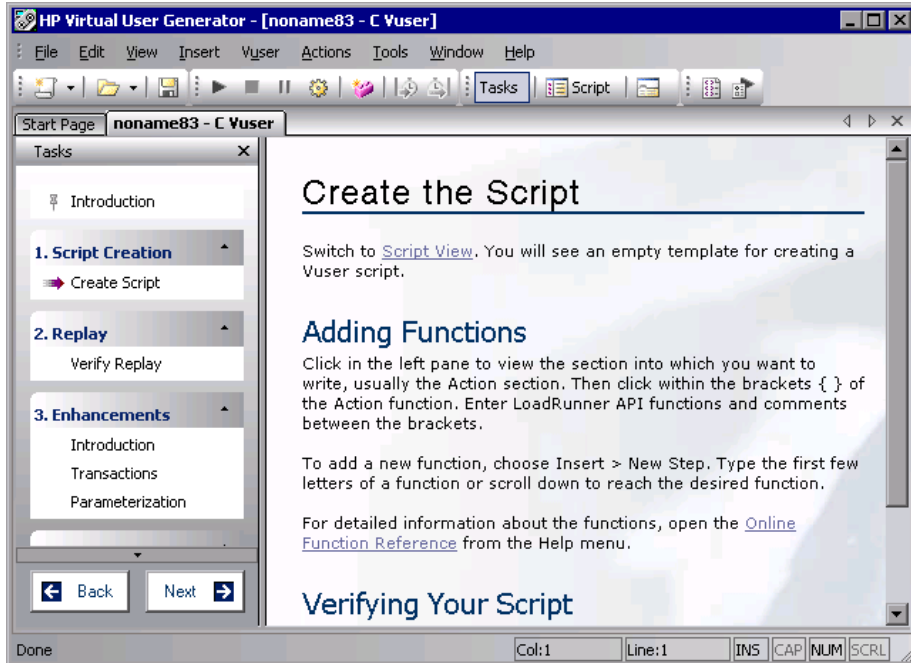 HP Virtual User Generator - [noname83 - C Vuser]
File Edit View Insert Vuser Actions Tools Window Help
Tasks Script
Start Page noname83 - C Vuser
Tasks
Introduction
1. Script Creation
Create Script
2. Replay
Verify Replay
3. Enhancements
Introduction
Transactions
Parameterization
Back Next
Create the Script
Switch to Script View. You will see an empty template for creating a
Vuser script.
Adding Functions
Click in the left pane to view the section into which you want to
write, usually the Action section. Then click within the brackets { } of
the Action function. Enter LoadRunner API functions and comments
between the brackets.
To add a new function, choose Insert > New Step. Type the first few
letters of a function or scroll down to reach the desired function.
For detailed information about the functions, open the Online
Function Reference from the Help menu.
Verifying Your Script
Done Col:1 Line:1 INS CAP NUM SCRL